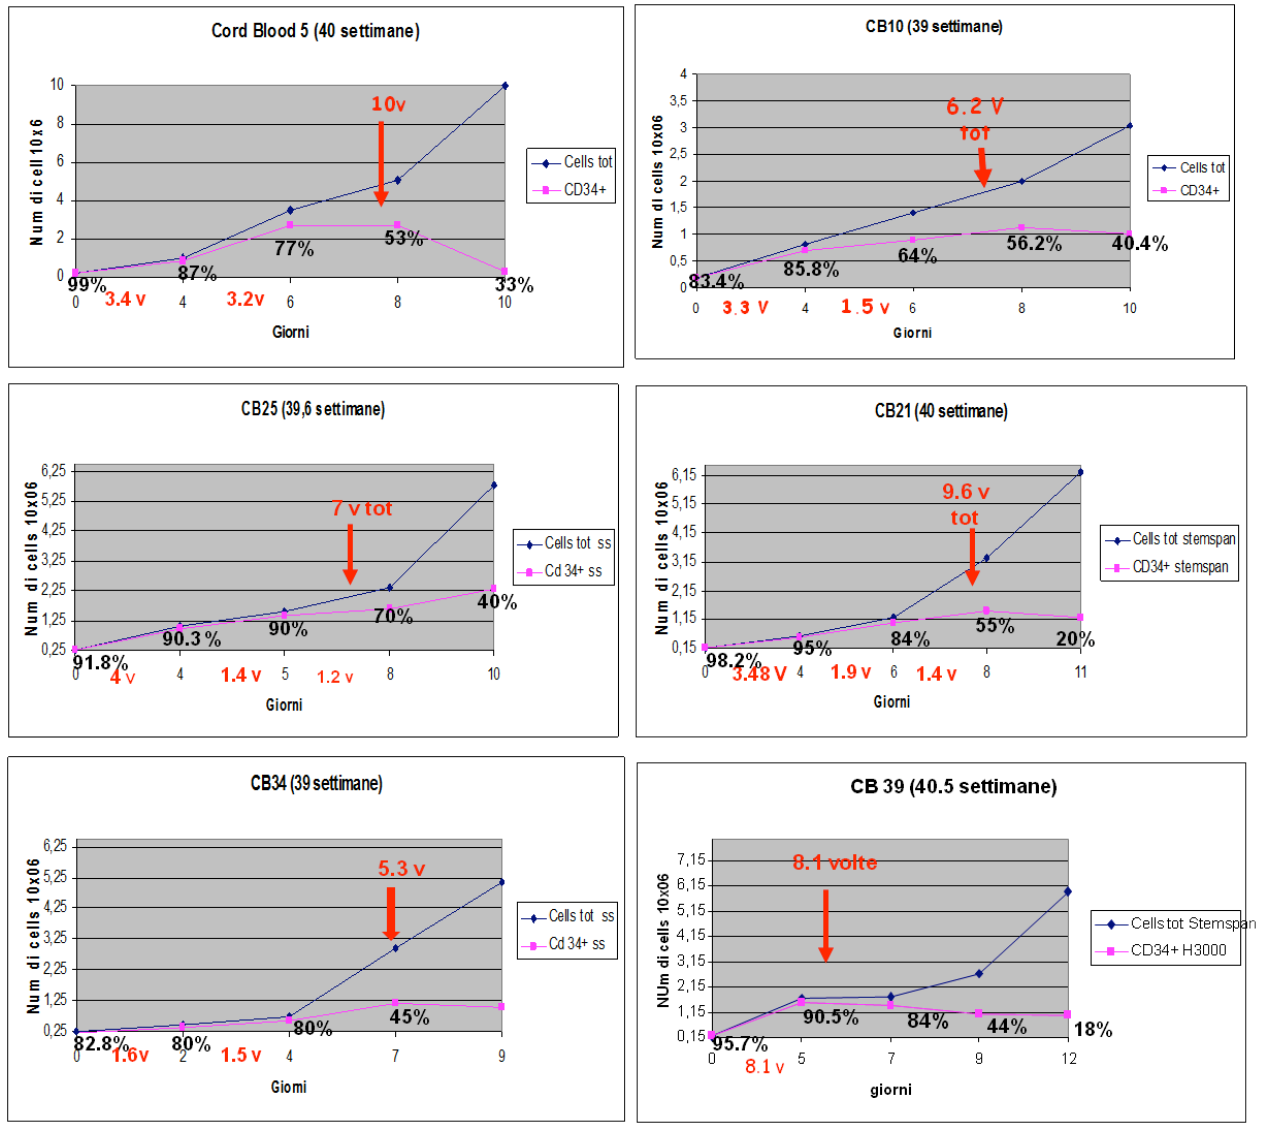 Cord Blood 5 (40 settimane)
Num di cell 10x6
10
8
6
4
2
0
10v
99%
87%
77%
53%
33%
0
4
6
8
10
3.4 v
3.2v
Giorni
Cells tot
CD34+
CB10 (39 settimane)
Num di cells 10x06
4
3,5
3
2,5
2
1,5
1
0,5
0
6.2 V
tot
83.4%
85.8%
64%
56.2%
40.4%
0
4
6
8
10
3.3 V
1.5 v
Giorni
Cells tot
CD34+
CB25 (39,6 settimane)
Num di cells 10x06
6,25
5,25
4,25
3,25
2,25
1,25
0,25
7 v tot
91.8%
90.3%
90%
70%
40%
0
4
5
8
10
4 v
1.4 v
1.2 v
Giorni
Cells tot ss
Cd 34+ ss
CB21 (40 settimane)
Num di cells 10x06
6,15
5,15
4,15
3,15
2,15
1,15
0,15
9.6 v
tot
98.2%
95%
84%
55%
20%
0
4
6
8
11
3.48 V
1.9 v
1.4 v
Giorni
Cells tot stemspan
CD34+ stemspan
CB34 (39 settimane)
Num di cells 10x06
6,25
5,25
4,25
3,25
2,25
1,25
0,25
5.3 v
82.8%
80%
80%
45%
0
2
4
7
9
1.6v
1.5 v
Giorni
Cells tot ss
Cd 34+ ss
CB 39 (40.5 settimane)
NUm di cells 10x06
7,15
6,15
5,15
4,15
3,15
2,15
1,15
0,15
8.1 volte
95.7%
90.5%
84%
44%
18%
0
5
7
9
12
8.1 v
giorni
Cells tot Stemspan
CD34+ H3000